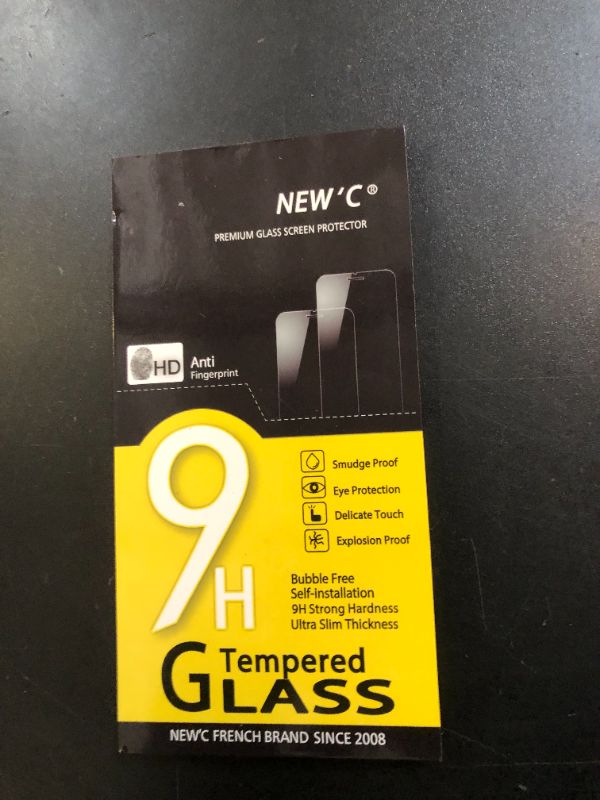 NEW'C®
PREMIUM GLASS SCREEN PROTECTOR
HD
Anti
Fingerprint
9H
Smudge Proof
Eye Protection
Delicate Touch
Explosion Proof
Bubble Free
Self-installation
9H Strong Hardness
Ultra Slim Thickness
Tempered
GLASS
NEW'C FRENCH BRAND SINCE 2008